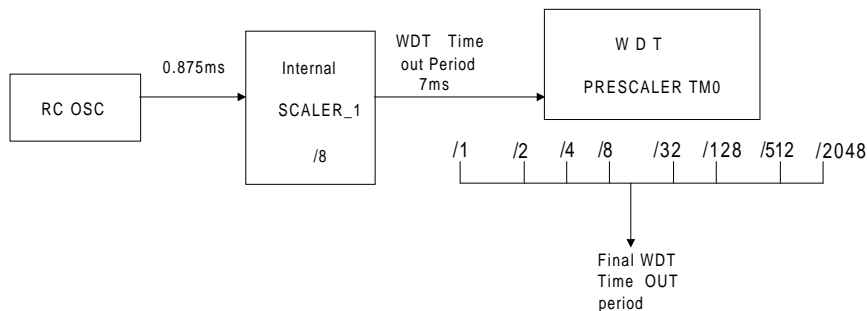 RC OSC
0.875ms
Internal
SCALER_1
/8
WDT Time
out Period
7ms
W D T
PRESCALER TM0
/1 /2 /4 /8 /32 /128 /512 /2048
Final WDT
Time OUT
period